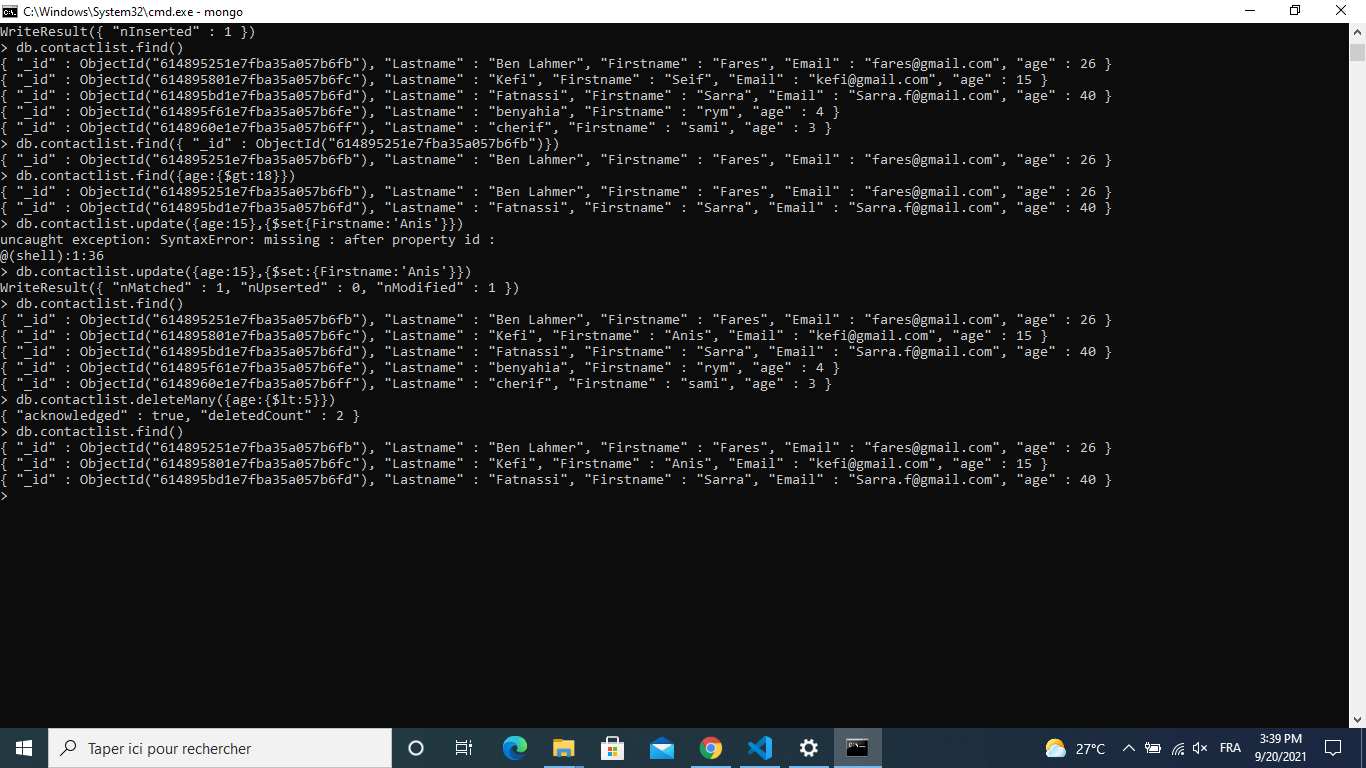 C:\Windows\System32\cmd.exe - mongo
WriteResult({ "nInserted" : 1 })
> db.contactlist.find()
{ "_id" : ObjectId("614895251e7fba35a057b6fb"), "Lastname" : "Ben Lahmer", "Firstname" : "Fares", "Email" : "fares@gmail.com", "age" : 26 }
{ "_id" : ObjectId("614895801e7fba35a057b6fc"), "Lastname" : "Kefi", "Firstname" : "Seif", "Email" : "kefi@gmail.com", "age" : 15 }
{ "_id" : ObjectId("614895bd1e7fba35a057b6fd"), "Lastname" : "Fatnassi", "Firstname" : "Sarra", "Email" : "Sarra.f@gmail.com", "age" : 40 }
{ "_id" : ObjectId("614895f61e7fba35a057b6fe"), "Lastname" : "benyahia", "Firstname" : "rym", "age" : 4 }
{ "_id" : ObjectId("6148960e1e7fba35a057b6ff"), "Lastname" : "cherif", "Firstname" : "sami", "age" : 3 }
> db.contactlist.find({ "_id" : ObjectId("614895251e7fba35a057b6fb")})
{ "_id" : ObjectId("614895251e7fba35a057b6fb"), "Lastname" : "Ben Lahmer", "Firstname" : "Fares", "Email" : "fares@gmail.com", "age" : 26 }
> db.contactlist.find({age:{$gt:18}})
{ "_id" : ObjectId("614895251e7fba35a057b6fb"), "Lastname" : "Ben Lahmer", "Firstname" : "Fares", "Email" : "fares@gmail.com", "age" : 26 }
{ "_id" : ObjectId("614895bd1e7fba35a057b6fd"), "Lastname" : "Fatnassi", "Firstname" : "Sarra", "Email" : "Sarra.f@gmail.com", "age" : 40 }
> db.contactlist.update({age:15},{$set{Firstname:'Anis'}})
uncaught exception: SyntaxError: missing : after property id :
@(shell):1:36
> db.contactlist.update({age:15},{$set:{Firstname:'Anis'}})
WriteResult({ "nMatched" : 1, "nUpserted" : 0, "nModified" : 1 })
> db.contactlist.find()
{ "_id" : ObjectId("614895251e7fba35a057b6fb"), "Lastname" : "Ben Lahmer", "Firstname" : "Fares", "Email" : "fares@gmail.com", "age" : 26 }
{ "_id" : ObjectId("614895801e7fba35a057b6fc"), "Lastname" : "Kefi", "Firstname" : "Anis", "Email" : "kefi@gmail.com", "age" : 15 }
{ "_id" : ObjectId("614895bd1e7fba35a057b6fd"), "Lastname" : "Fatnassi", "Firstname" : "Sarra", "Email" : "Sarra.f@gmail.com", "age" : 40 }
{ "_id" : ObjectId("614895f61e7fba35a057b6fe"), "Lastname" : "benyahia", "Firstname" : "rym", "age" : 4 }
{ "_id" : ObjectId("6148960e1e7fba35a057b6ff"), "Lastname" : "cherif", "Firstname" : "sami", "age" : 3 }
> db.contactlist.deleteMany({age:{$lt:5}})
{ "acknowledged" : true, "deletedCount" : 2 }
> db.contactlist.find()
{ "_id" : ObjectId("614895251e7fba35a057b6fb"), "Lastname" : "Ben Lahmer", "Firstname" : "Fares", "Email" : "fares@gmail.com", "age" : 26 }
{ "_id" : ObjectId("614895801e7fba35a057b6fc"), "Lastname" : "Kefi", "Firstname" : "Anis", "Email" : "kefi@gmail.com", "age" : 15 }
{ "_id" : ObjectId("614895bd1e7fba35a057b6fd"), "Lastname" : "Fatnassi", "Firstname" : "Sarra", "Email" : "Sarra.f@gmail.com", "age" : 40 }
>
Taper ici pour rechercher
27°C
FRA
3:39 PM
9/20/2021